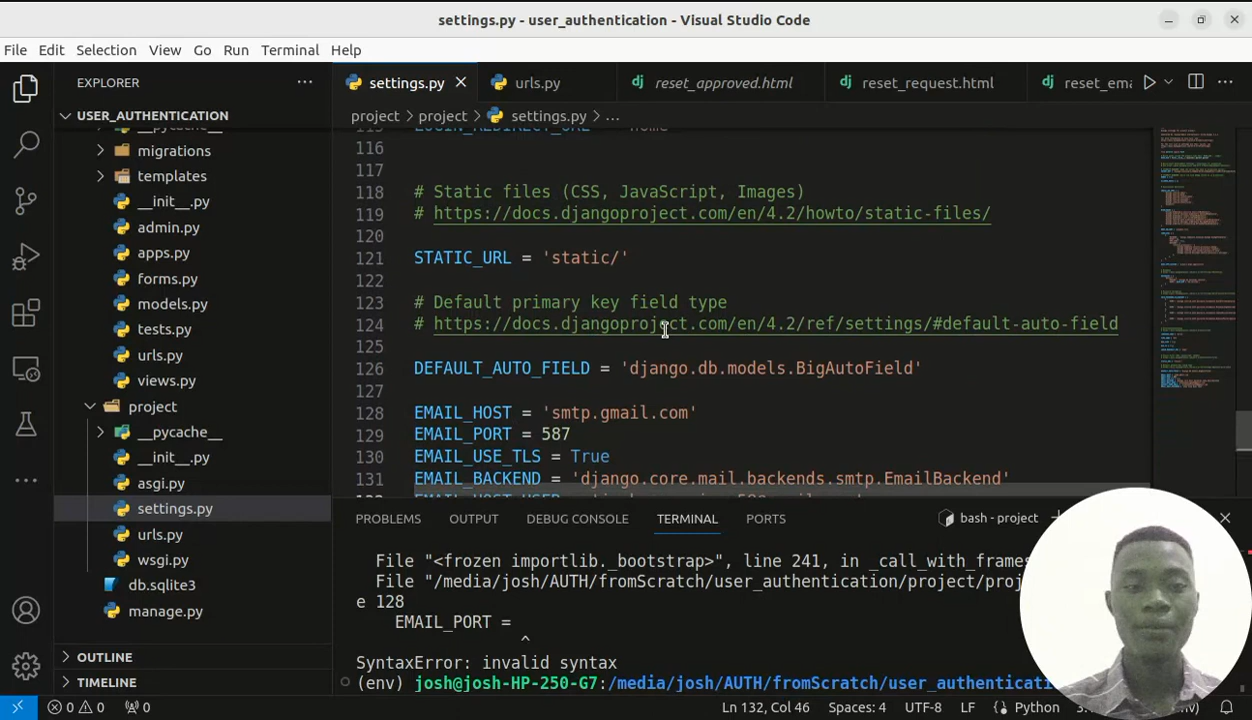 settings.py - user_authentication - Visual Studio Code
File Edit Selection View Go Run Terminal Help
EXPLORER
settings.py
urls.py
reset_approved.html
reset_request.html
reset_ema
USER_AUTHENTICATION
project > project > settings.py > ...
__pycache__
migrations
templates
__init__.py
admin.py
apps.py
forms.py
models.py
tests.py
urls.py
views.py
project
__pycache__
__init__.py
asgi.py
settings.py
urls.py
wsgi.py
db.sqlite3
manage.py
OUTLINE
TIMELINE
115 LOGIN_REDIRECT_URL = 'home'
116
117
118 # Static files (CSS, JavaScript, Images)
119 # https://docs.djangoproject.com/en/4.2/howto/static-files/
120
121 STATIC_URL = 'static/'
122
123 # Default primary key field type
124 # https://docs.djangoproject.com/en/4.2/ref/settings/#default-auto-field
125
126 DEFAULT_AUTO_FIELD = 'django.db.models.BigAutoField'
127
128 EMAIL_HOST = 'smtp.gmail.com'
129 EMAIL_PORT = 587
130 EMAIL_USE_TLS = True
131 EMAIL_BACKEND = 'django.core.mail.backends.smtp.EmailBackend'
132 EMAIL_HOST_USER =
PROBLEMS OUTPUT DEBUG CONSOLE TERMINAL PORTS
bash - project
File "<frozen importlib._bootstrap>", line 241, in _call_with_frames
File "/media/josh/AUTH/fromScratch/user_authentication/project/proj
e 128
EMAIL_PORT =
^
SyntaxError: invalid syntax
(env) josh@josh-HP-250-G7:/media/josh/AUTH/fromScratch/user_authenticati
0 0 0
Ln 132, Col 46 Spaces: 4 UTF-8 LF Python